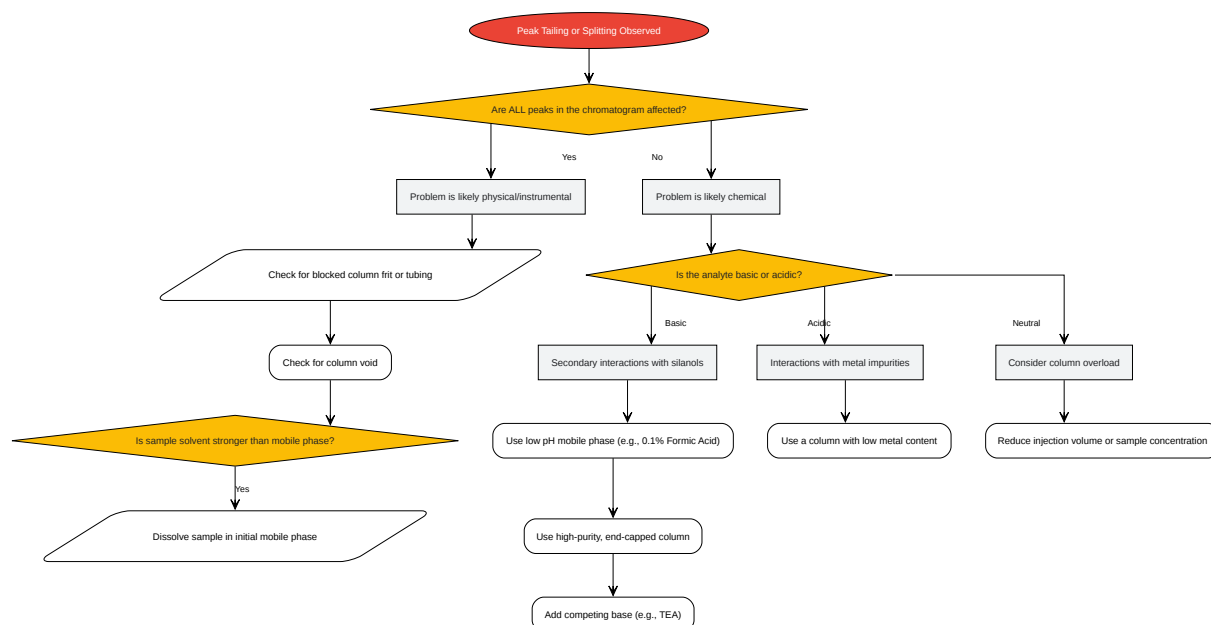 Peak Tailing or Splitting Observed
Are ALL peaks in the chromatogram affected?
Yes
No
Problem is likely physical/instrumental
Problem is likely chemical
Check for blocked column frit or tubing
Is the analyte basic or acidic?
Basic
Acidic
Neutral
Check for column void
Secondary interactions with silanols
Interactions with metal impurities
Consider column overload
Is sample solvent stronger than mobile phase?
Use low pH mobile phase (e.g., 0.1% Formic Acid)
Use a column with low metal content
Reduce injection volume or sample concentration
Yes
Dissolve sample in initial mobile phase
Use high-purity, end-capped column
Add competing base (e.g., TEA)